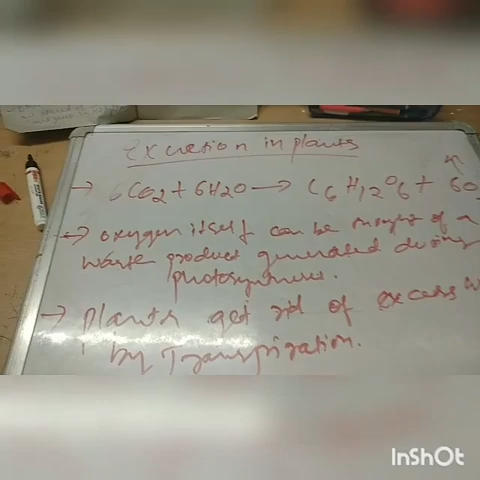 Excretion in plants
→ 6CO2 + 6H2O → C6H12O6 + 6O2
→ oxygen itself can be thought of a
waste product generated during
photosynthesis.
→ Plants get rid of excess w
by Transpiration.
InShOt